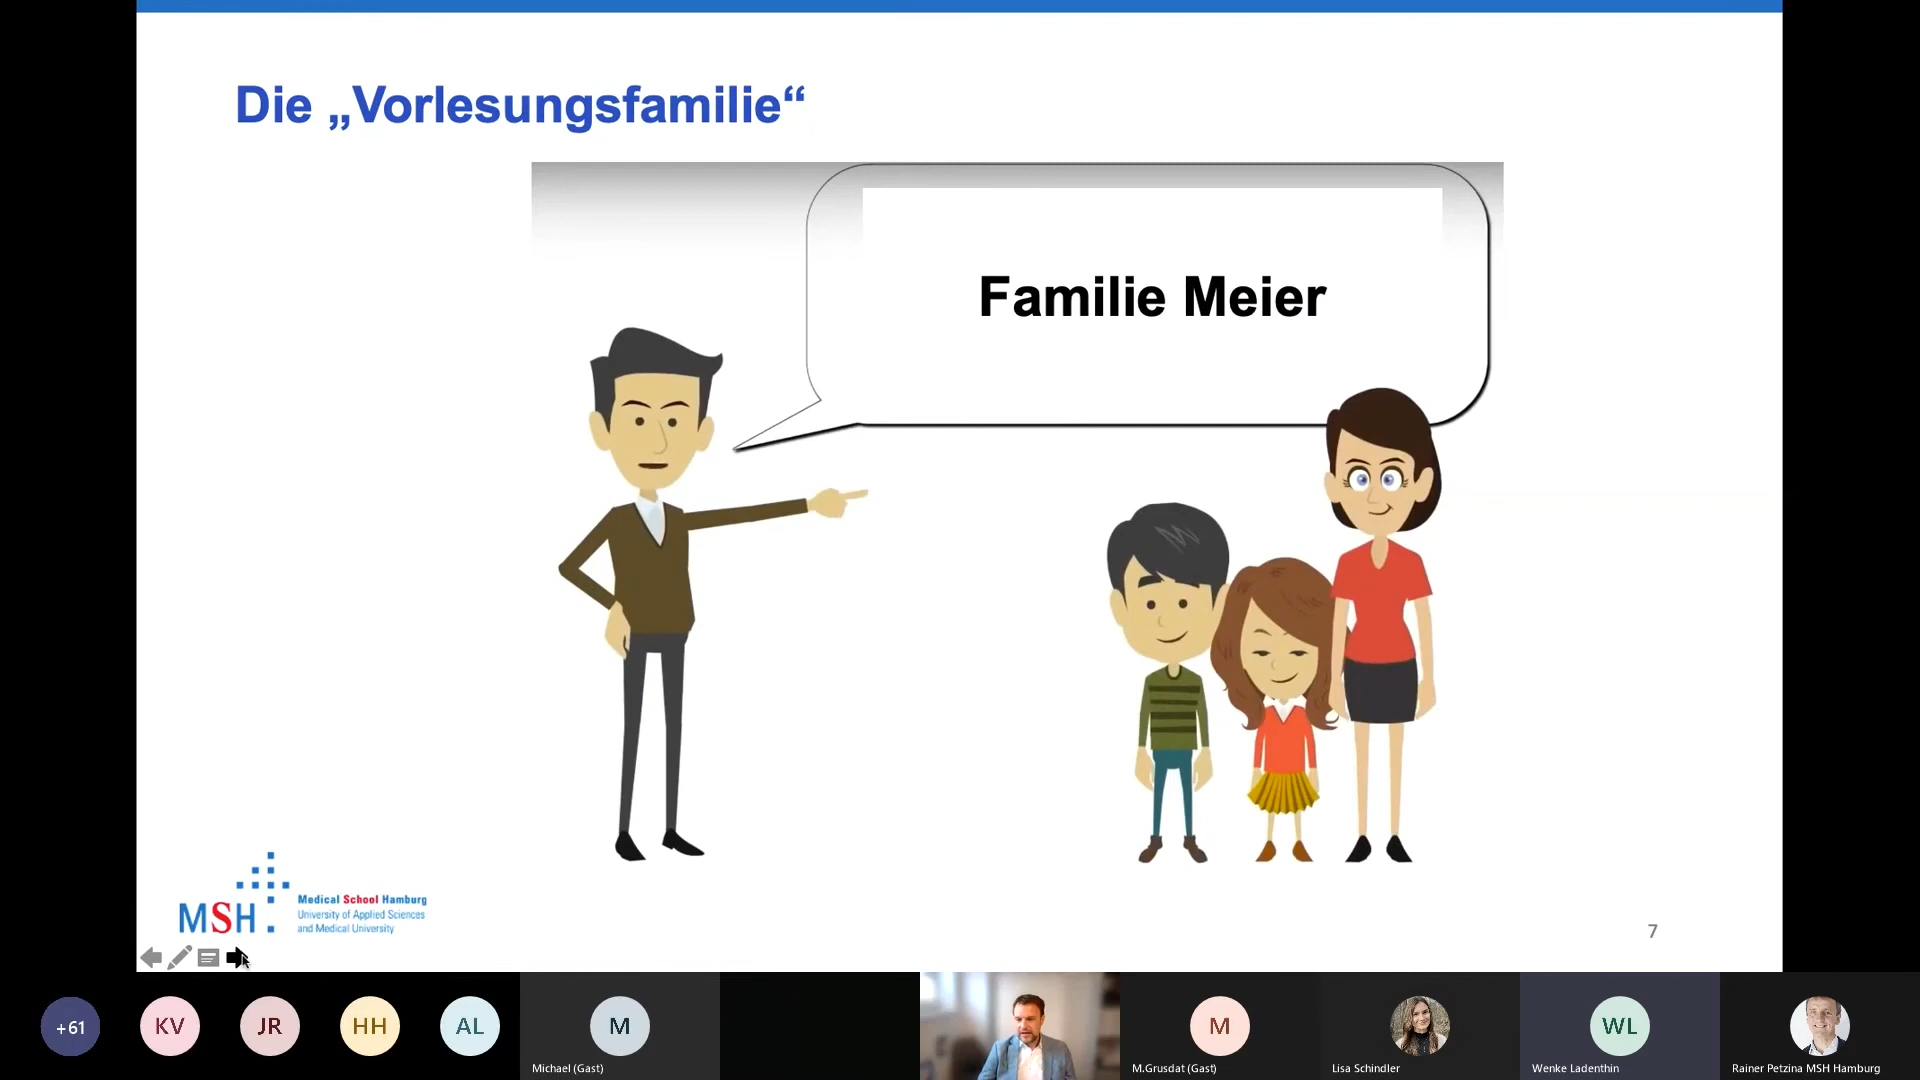 Die „Vorlesungsfamilie“
Familie Meier
MSH
Medical School Hamburg
University of Applied Sciences
and Medical University
7
+61
KV
JR
HH
AL
M
Michael (Gast)
M
M.Grusdat (Gast)
Lisa Schindler
WL
Wenke Ladenthin
Rainer Petzina MSH Hamburg